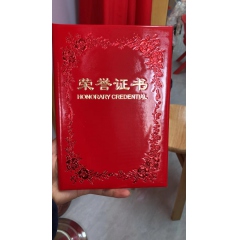 荣誉证书
HONORARY CREDENTIAL